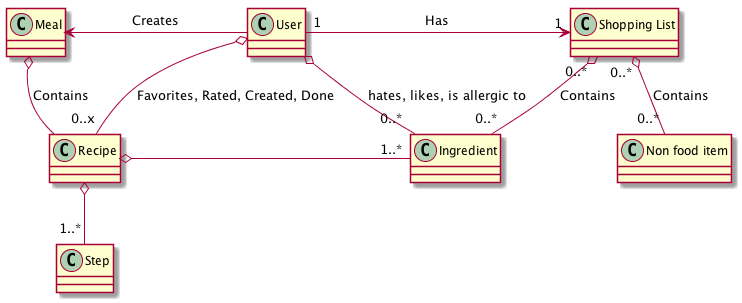 C Meal
Creates
C User
1
Has
1
C Shopping List
0..*
0..*
Contains
Favorites, Rated, Created, Done
hates, likes, is allergic to
Contains
Contains
0..x
0..*
0..*
0..*
C Recipe
1..*
C Ingredient
C Non food item
1..*
C Step